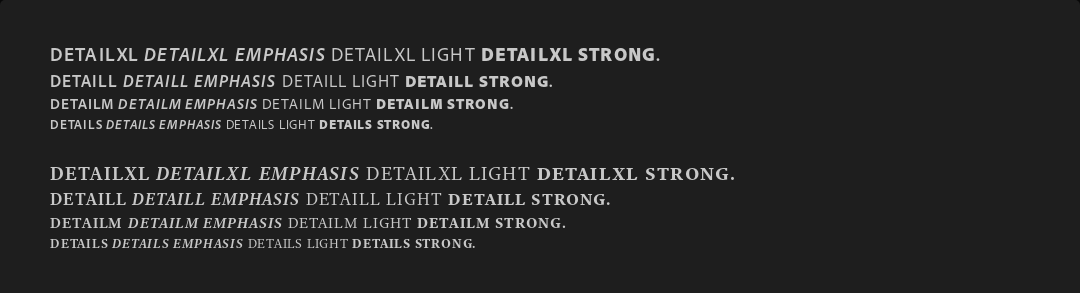 DETAILXL DETAILXL EMPHASIS DETAILXL LIGHT DETAILXL STRONG.
DETAILL DETAILL EMPHASIS DETAILL LIGHT DETAILL STRONG.
DETAILM DETAILM EMPHASIS DETAILM LIGHT DETAILM STRONG.
DETAILS DETAILS EMPHASIS DETAILS LIGHT DETAILS STRONG.
DETAILXL DETAILXL EMPHASIS DETAILXL LIGHT DETAILXL STRONG.
DETAILL DETAILL EMPHASIS DETAILL LIGHT DETAILL STRONG.
DETAILM DETAILM EMPHASIS DETAILM LIGHT DETAILM STRONG.
DETAILS DETAILS EMPHASIS DETAILS LIGHT DETAILS STRONG.